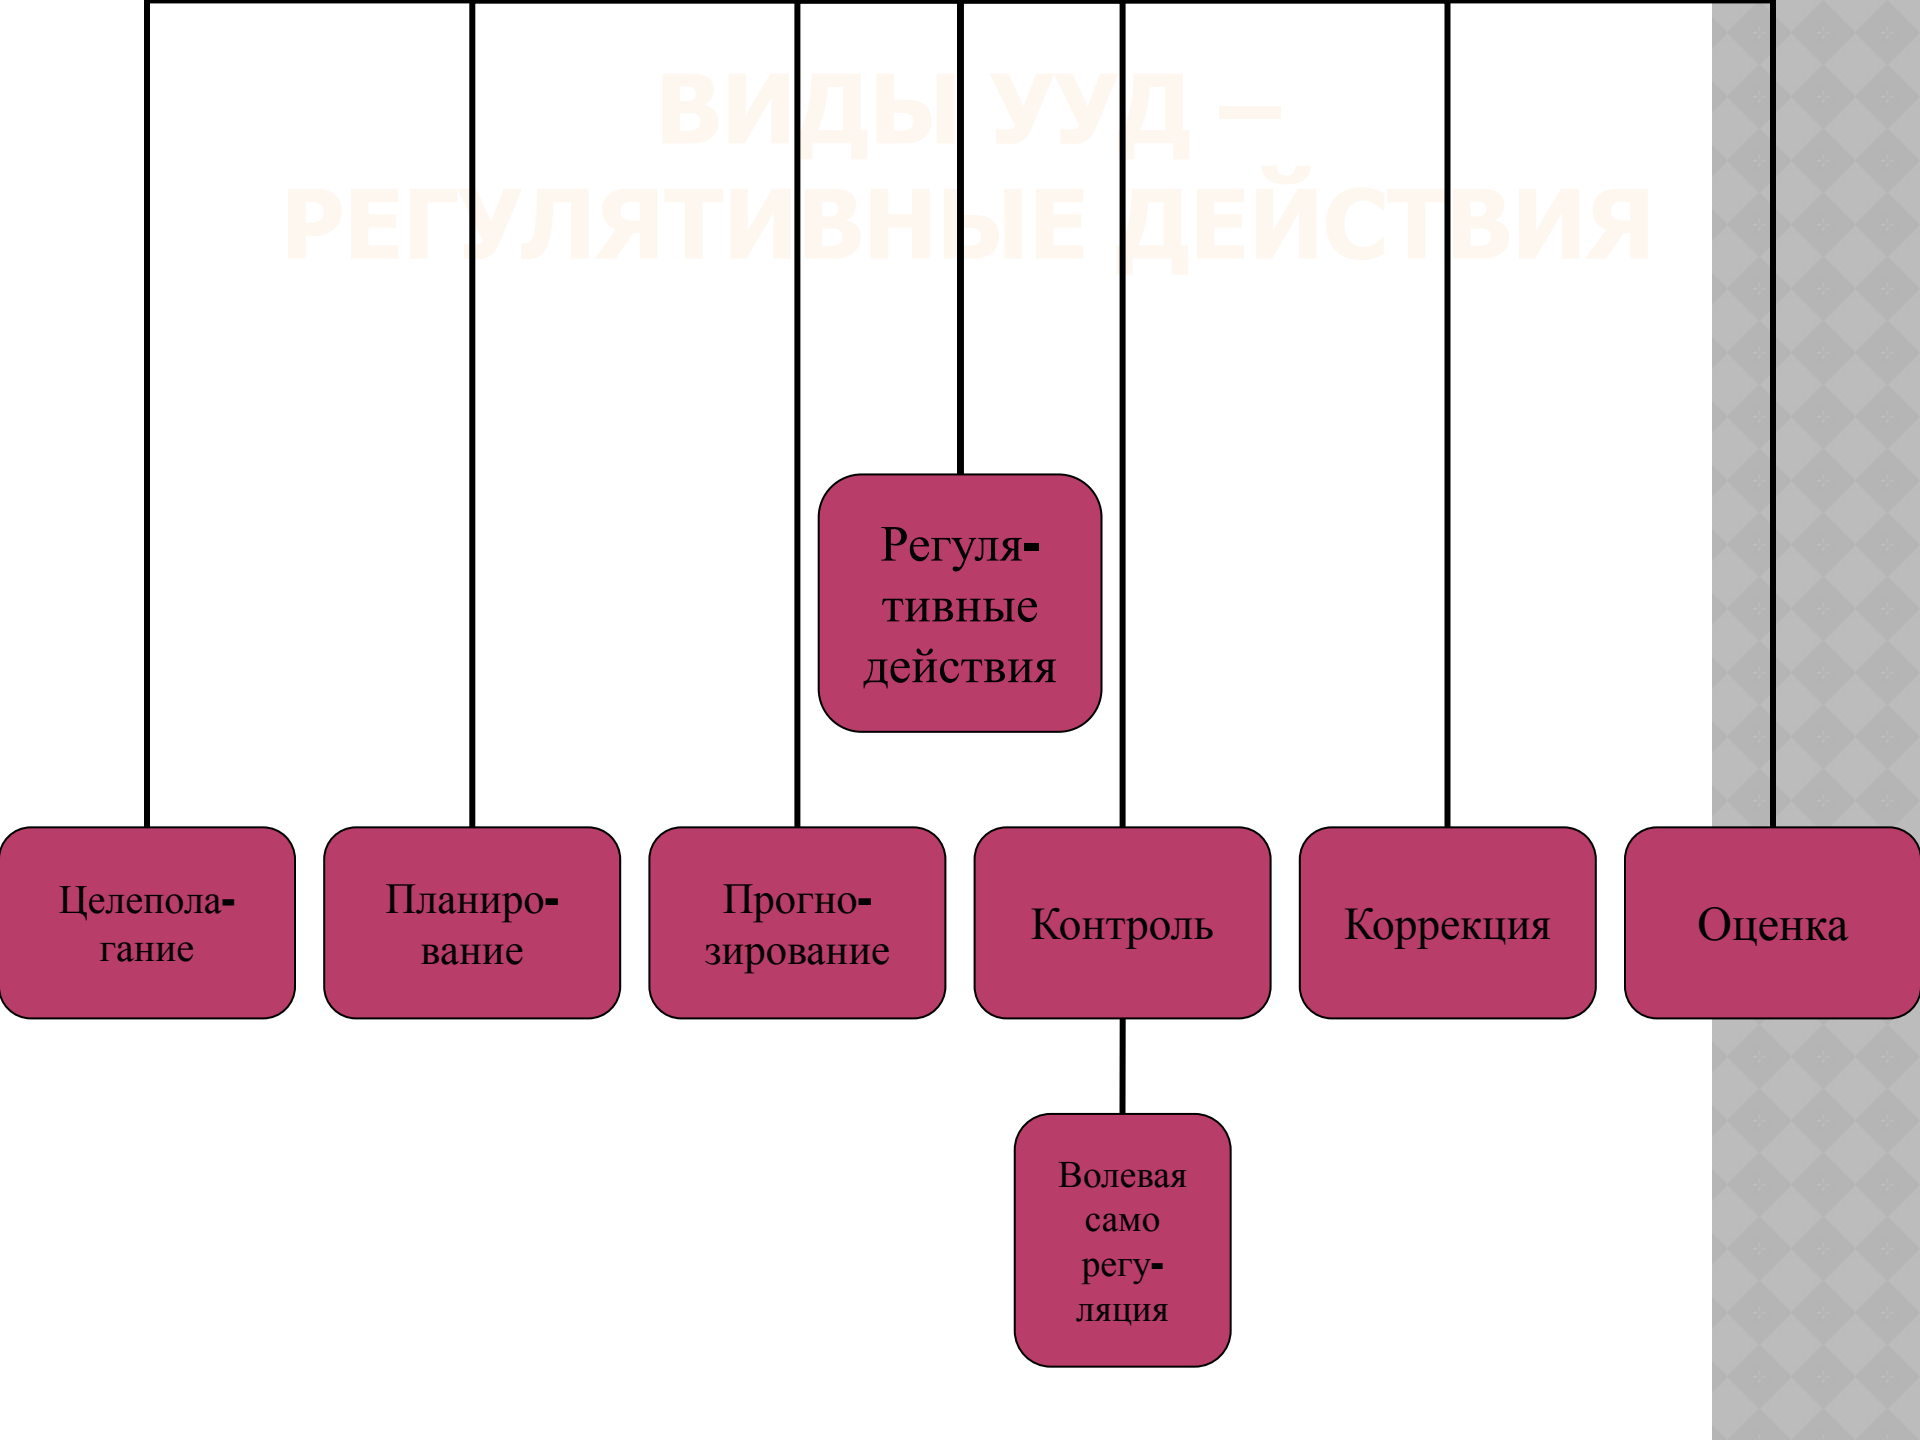 ВИДЫ УУД –
РЕГУЛЯТИВНЫЕ ДЕЙСТВИЯ
Регуля-
тивные
действия
Целепола-
гание
Планиро-
вание
Прогно-
зирование
Контроль
Коррекция
Оценка
Волевая
само
регу-
ляция